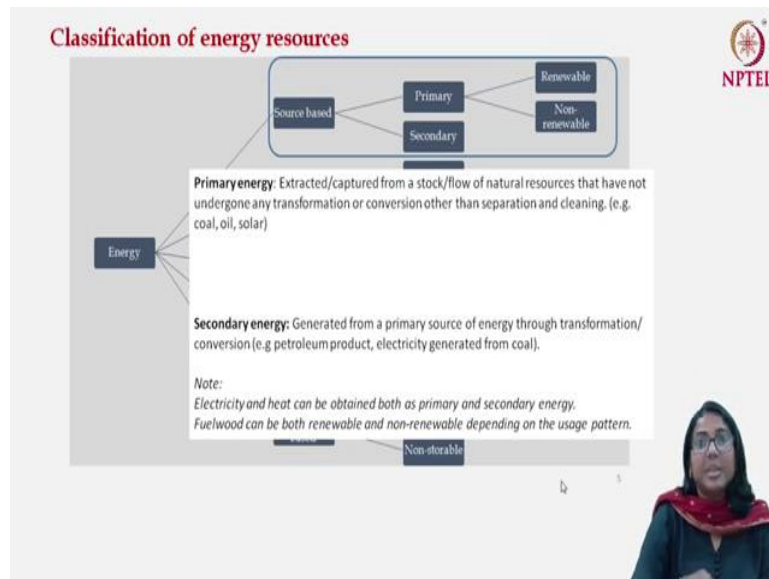 Classification of energy resources
NPTEL
Renewable
Primary
Source based
Non-
renewable
Secondary
Primary energy: Extracted/captured from a stock/flow of natural resources that have not
undergone any transformation or conversion other than separation and cleaning. (e.g.
coal, oil, solar)
Energy
Secondary energy: Generated from a primary source of energy through transformation/
conversion (e.g petroleum product, electricity generated from coal).
Note:
Electricity and heat can be obtained both as primary and secondary energy.
Fuelwood can be both renewable and non-renewable depending on the usage pattern.
Non-storable